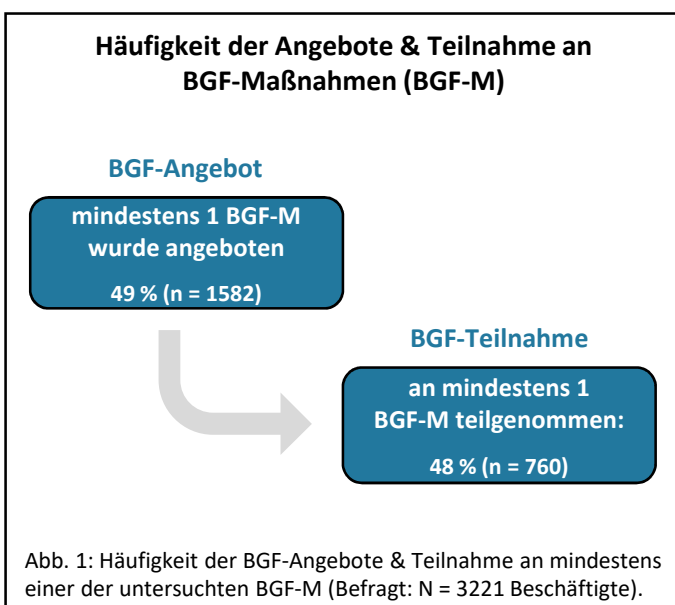 Häufigkeit der Angebote & Teilnahme an
BGF-Maßnahmen (BGF-M)
BGF-Angebot
mindestens 1 BGF-M
wurde angeboten
49 % (n = 1582)
BGF-Teilnahme
an mindestens 1
BGF-M teilgenommen:
48 % (n = 760)
Abb. 1: Häufigkeit der BGF-Angebote & Teilnahme an mindestens
einer der untersuchten BGF-M (Befragt: N = 3221 Beschäftigte).